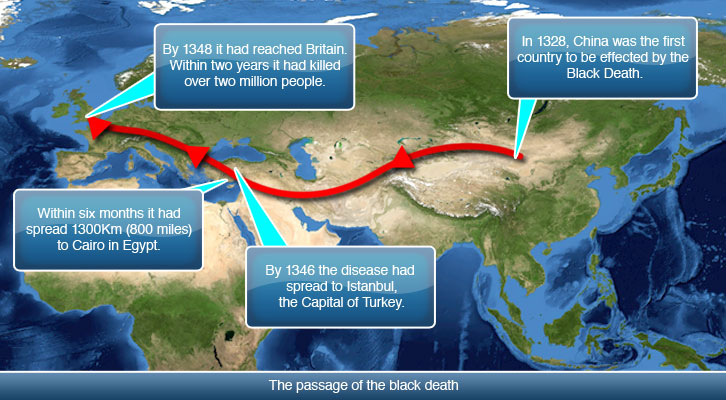 By 1348 it had reached Britain.
Within two years it had killed
over two million people.
In 1328, China was the first
country to be effected by the
Black Death.
Within six months it had
spread 1300Km (800 miles)
to Cairo in Egypt.
By 1346 the disease had
spread to Istanbul,
the Capital of Turkey.
The passage of the black death